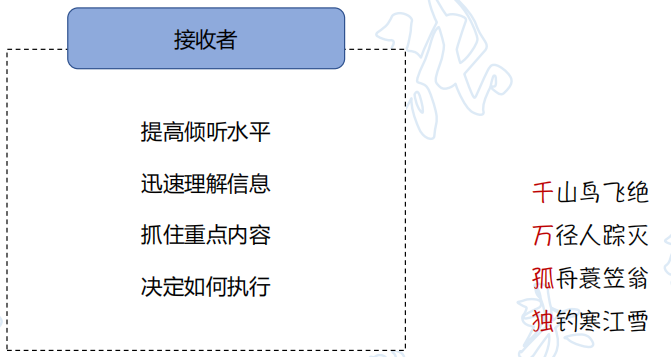 接收者
提高倾听水平
迅速理解信息
抓住重点内容
决定如何执行
千山鸟飞绝
万径人踪灭
孤舟蓑笠翁
独钓寒江雪